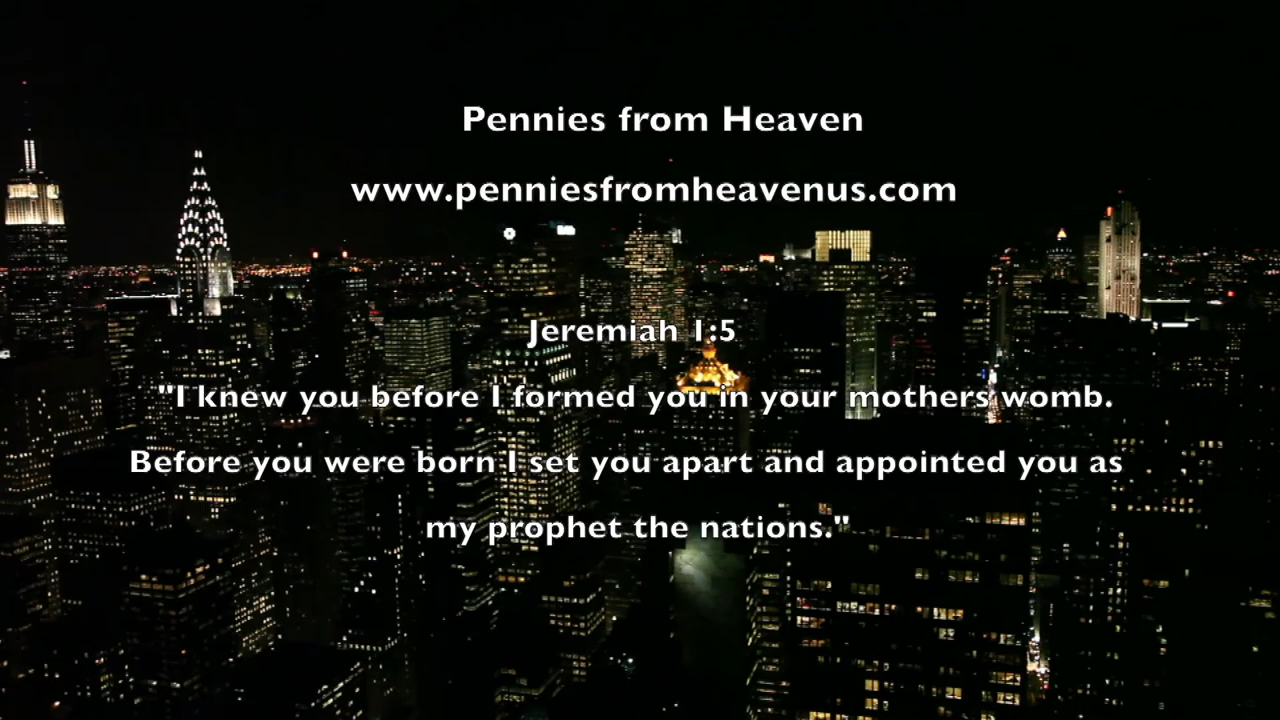 Pennies from Heaven
www.penniesfromheavenus.com
Jeremiah 1:5
"I knew you before I formed you in your mothers womb.
Before you were born I set you apart and appointed you as
my prophet the nations."